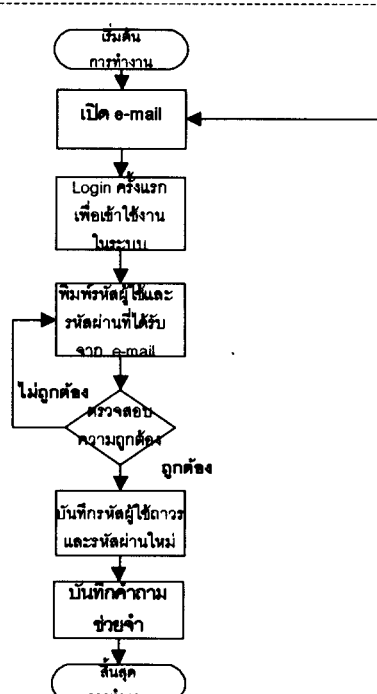 เริ่มต้น
การทำงาน
เปิด e-mail
Login ครั้งแรก
เพื่อเข้าใช้งาน
ในระบบ
พิมพ์รหัสผู้ใช้และ
รหัสผ่านที่ได้รับ
จาก e-mail
ไม่ถูกต้อง
ตรวจสอบ
ความถูกต้อง
ถูกต้อง
บันทึกรหัสผู้ใช้ถาวร
และรหัสผ่านใหม่
บันทึกคำถาม
ช่วยจำ
สิ้นสุด